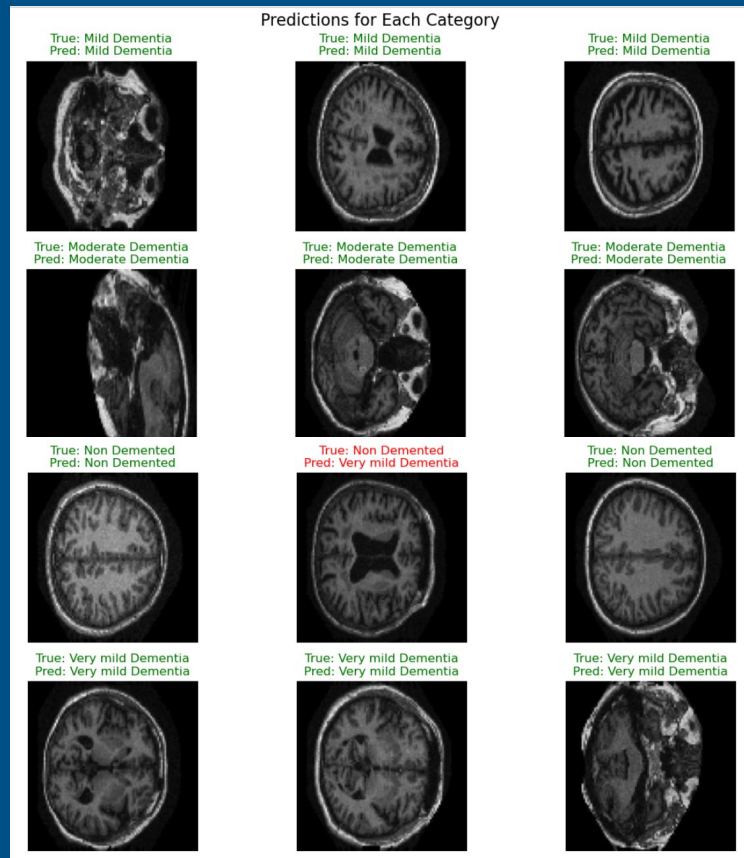 Predictions for Each Category
True: Mild Dementia
Pred: Mild Dementia
True: Mild Dementia
Pred: Mild Dementia
True: Mild Dementia
Pred: Mild Dementia
True: Moderate Dementia
Pred: Moderate Dementia
True: Moderate Dementia
Pred: Moderate Dementia
True: Moderate Dementia
Pred: Moderate Dementia
True: Non Demented
Pred: Non Demented
True: Non Demented
Pred: Very mild Dementia
True: Non Demented
Pred: Non Demented
True: Very mild Dementia
Pred: Very mild Dementia
True: Very mild Dementia
Pred: Very mild Dementia
True: Very mild Dementia
Pred: Very mild Dementia